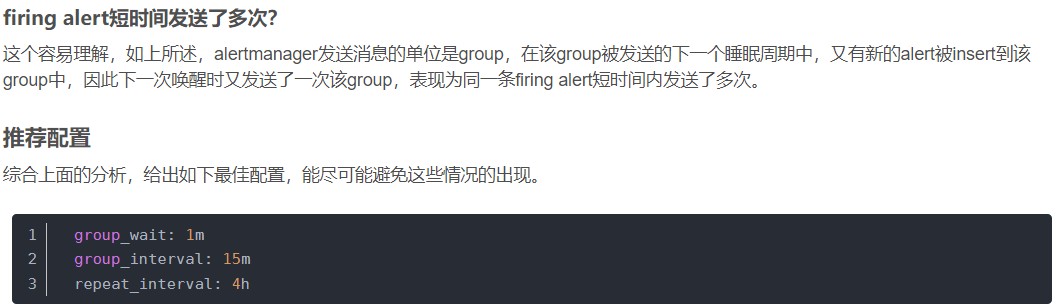 firing alert短时间发送了多次？
这个容易理解，如上所述，alertmanager发送消息的单位是group，在该group被发送的下一个睡眠周期中，又有新的alert被insert到该
group中，因此下一次唤醒时又发送了一次该group，表现为同一条firing alert短时间内发送了多次。
推荐配置
综合上面的分析，给出如下最佳配置，能尽可能避免这些情况的出现。
1 group_wait: 1m
2 group_interval: 15m
3 repeat_interval: 4h